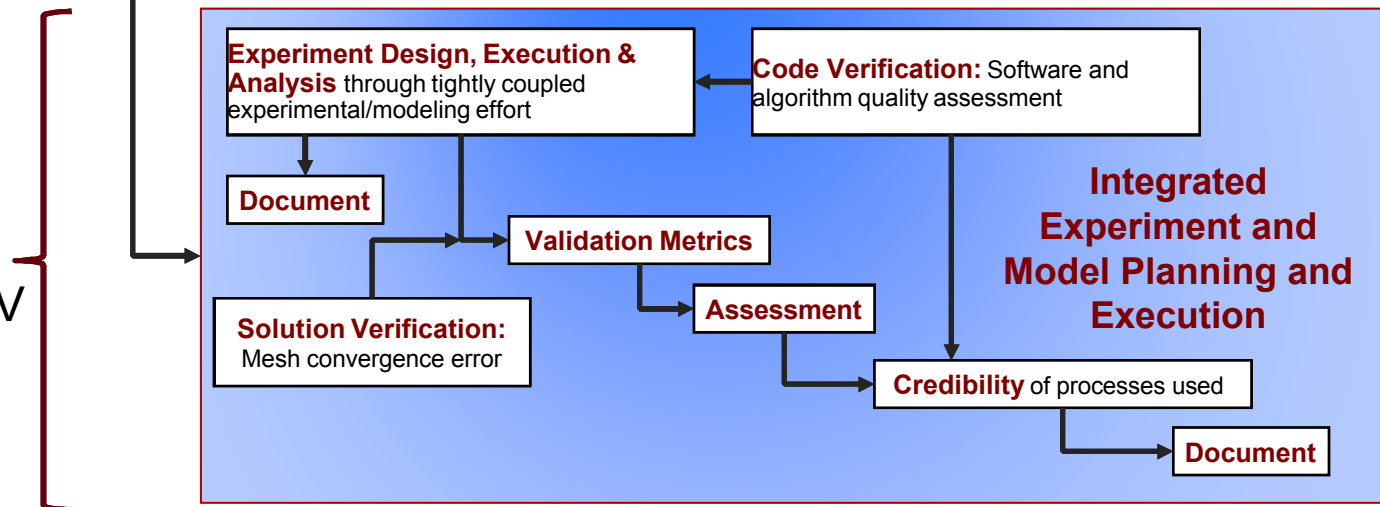 Experiment Design, Execution &
Analysis through tightly coupled
experimental/modeling effort
Code Verification: Software and
algorithm quality assessment
Document
Integrated
Experiment and
Model Planning and
Execution
Validation Metrics
Assessment
V
Solution Verification:
Mesh convergence error
Credibility of processes used
Document